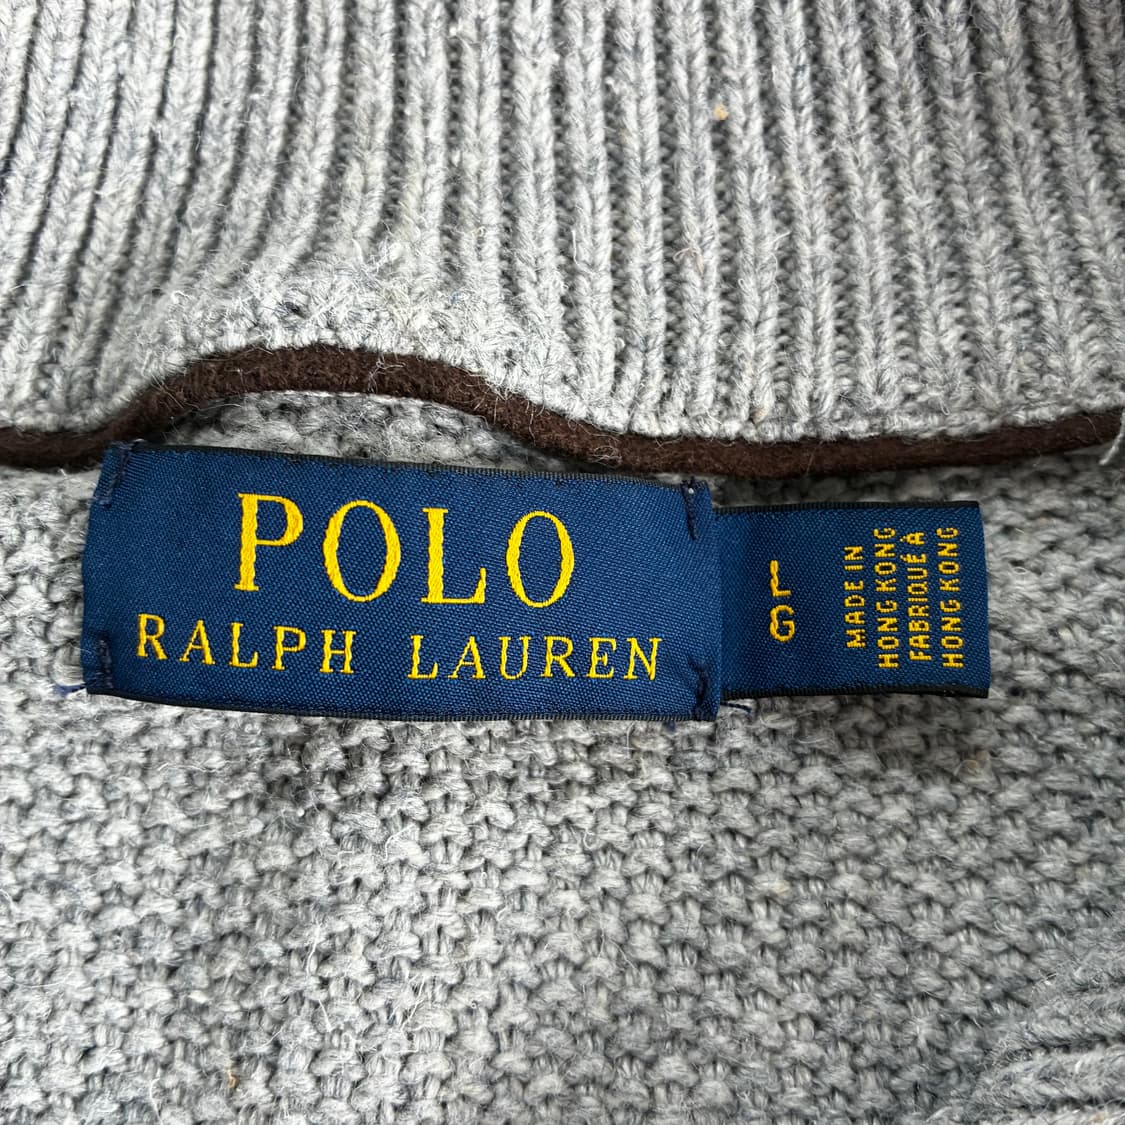 POLO
RALPH LAUREN
L
G
MADE IN
HONG KONG
FABRIQUÉ À
HONG KONG